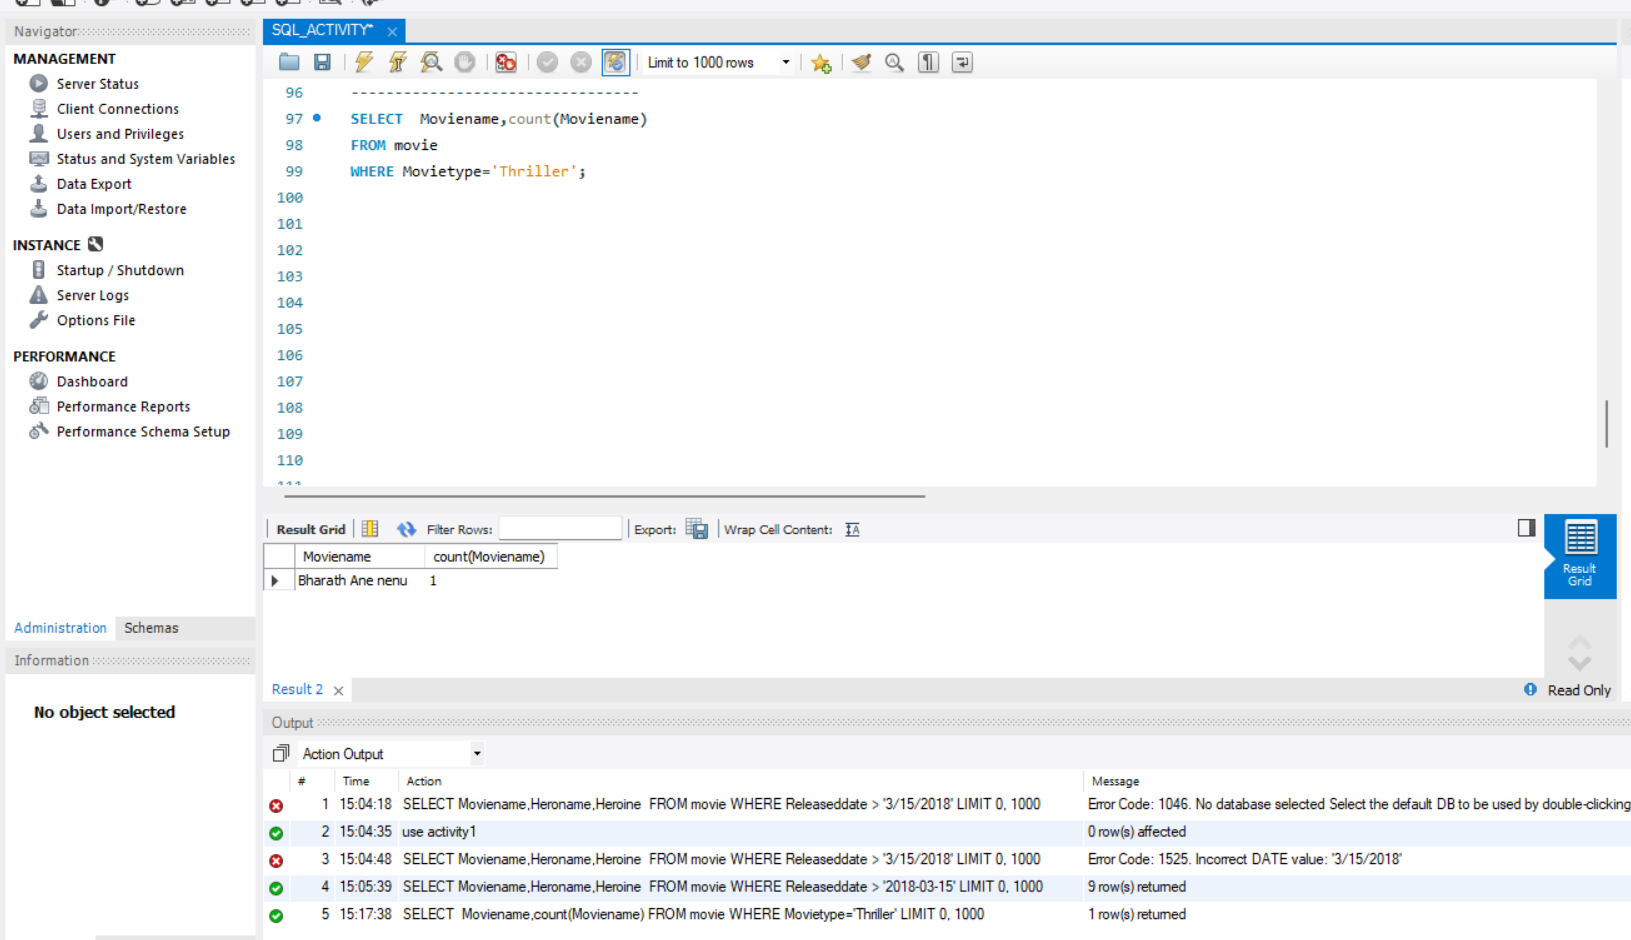 Navigator
SQL_ACTIVITY*
MANAGEMENT
Server Status
Client Connections
Users and Privileges
Status and System Variables
Data Export
Data Import/Restore
INSTANCE
Startup / Shutdown
Server Logs
Options File
PERFORMANCE
Dashboard
Performance Reports
Performance Schema Setup
Administration Schemas
Information
No object selected
Limit to 1000 rows
96 ---------------------------------
97 SELECT  Moviename,count(Moviename)
98 FROM movie
99 WHERE Movietype='Thriller';
100
101
102
103
104
105
106
107
108
109
110
111
Result Grid Filter Rows: Export: Wrap Cell Content:
Moviename count(Moviename)
Bharath Ane nenu 1
Result
Grid
Result 2
Read Only
Output
Action Output
# Time Action Message
1 15:04:18 SELECT Moviename,Heroname,Heroine  FROM movie WHERE Releaseddate > '3/15/2018' LIMIT 0, 1000 Error Code: 1046. No database selected Select the default DB to be used by double-clicking
2 15:04:35 use activity1 0 row(s) affected
3 15:04:48 SELECT Moviename,Heroname,Heroine  FROM movie WHERE Releaseddate > '3/15/2018' LIMIT 0, 1000 Error Code: 1525. Incorrect DATE value: '3/15/2018'
4 15:05:39 SELECT Moviename,Heroname,Heroine  FROM movie WHERE Releaseddate > '2018-03-15' LIMIT 0, 1000 9 row(s) returned
5 15:17:38 SELECT  Moviename,count(Moviename) FROM movie WHERE Movietype='Thriller' LIMIT 0, 1000 1 row(s) returned